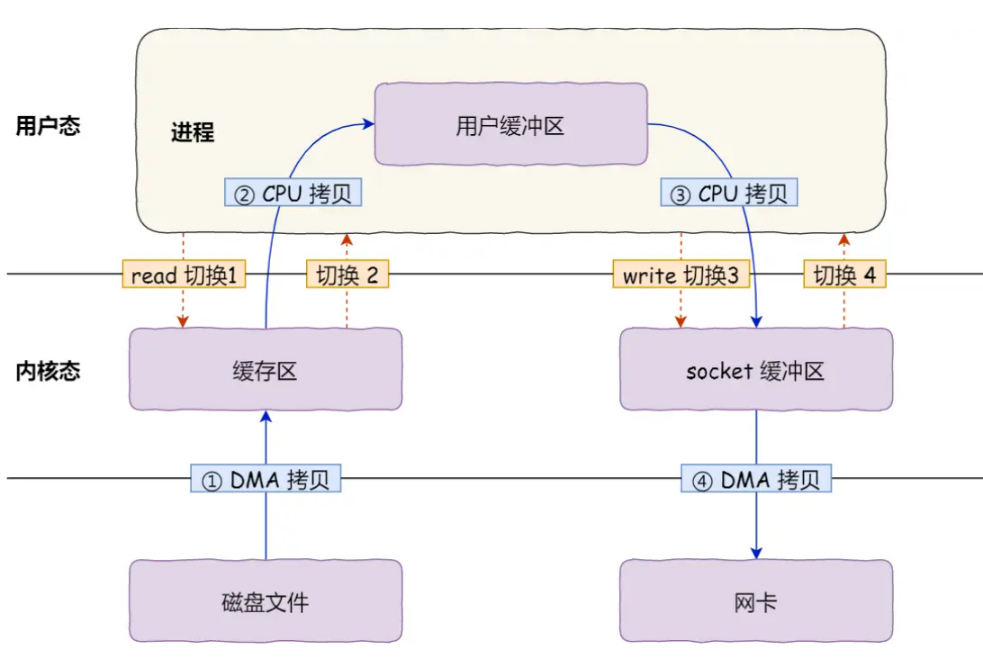 用户态
进程
用户缓冲区
② CPU 拷贝
③ CPU 拷贝
read 切换1
切换 2
write 切换3
切换 4
内核态
缓存区
socket 缓冲区
① DMA 拷贝
④ DMA 拷贝
磁盘文件
网卡